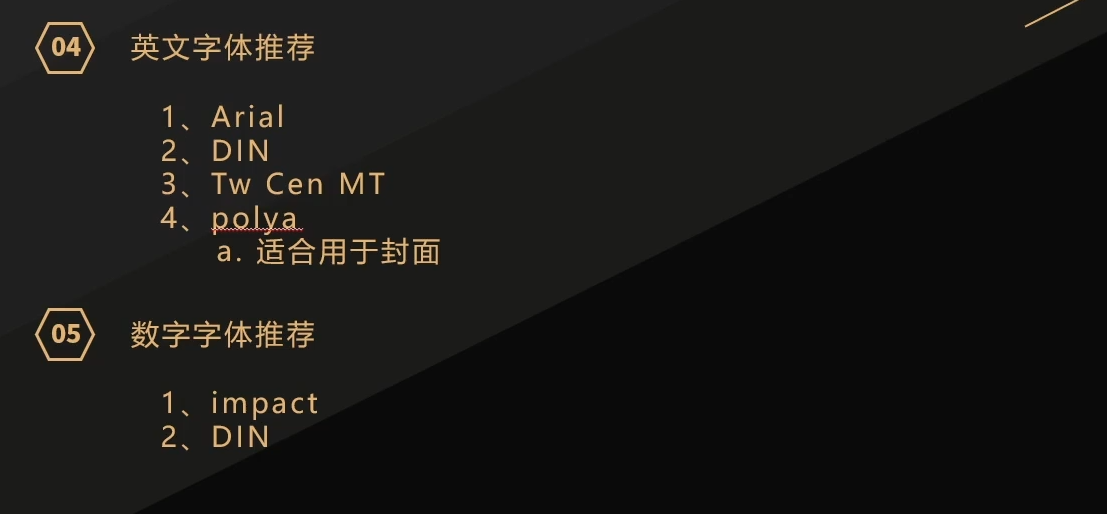 04 英文字体推荐
1、Arial
2、DIN
3、Tw Cen MT
4、polya
a. 适合用于封面
05 数字字体推荐
1、impact
2、DIN